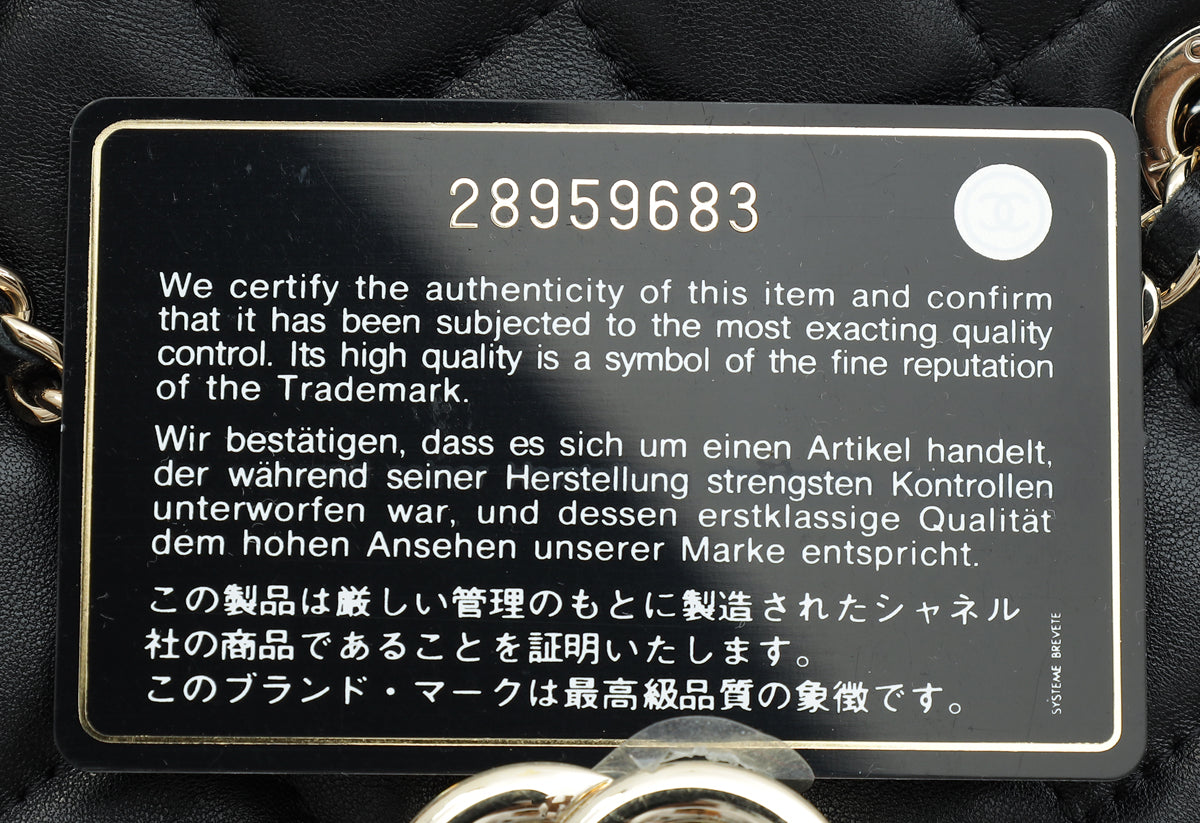 28959683
We certify the authenticity of this item and confirm
that it has been subjected to the most exacting quality
control. Its high quality is a symbol of the fine reputation
of the Trademark.
Wir bestätigen, dass es sich um einen Artikel handelt,
der während seiner Herstellung strengsten Kontrollen
unterworfen war, und dessen erstklassige Qualität
dem hohen Ansehen unserer Marke entspricht.
この製品は厳しい管理のもとに製造されたシャネル
社の商品であることを証明いたします。
このブランド・マークは最高級品質の象徴です。
SYSTEME BREVETE